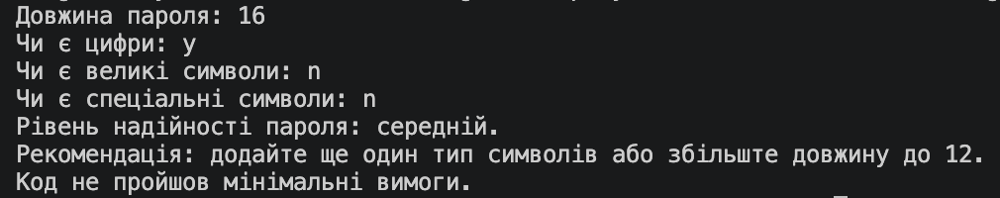 Довжина пароля: 16
Чи є цифри: y
Чи є великі символи: n
Чи є спеціальні символи: n
Рівень надійності пароля: середній.
Рекомендація: додайте ще один тип символів або збільште довжину до 12.
Код не пройшов мінімальні вимоги.